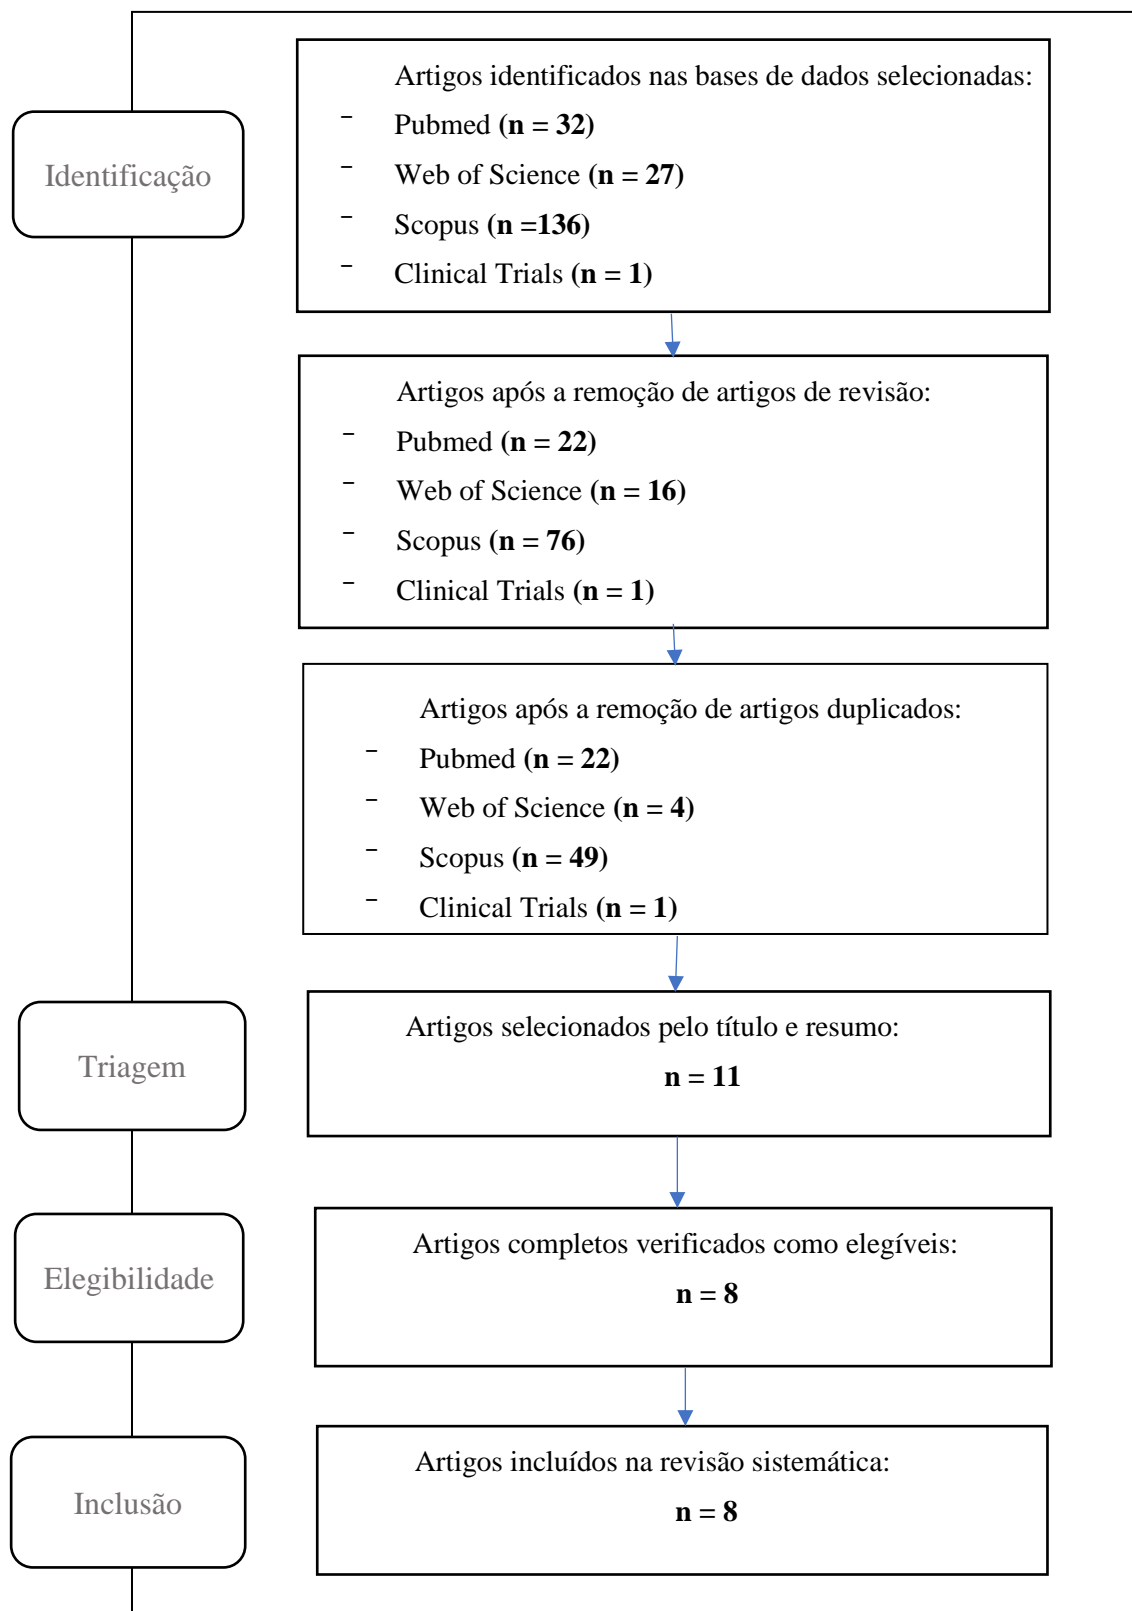 Identificação
Artigos identificados nas bases de dados selecionadas:
- Pubmed (n = 32)
- Web of Science (n = 27)
- Scopus (n =136)
- Clinical Trials (n = 1)
Artigos após a remoção de artigos de revisão:
- Pubmed (n = 22)
- Web of Science (n = 16)
- Scopus (n = 76)
- Clinical Trials (n = 1)
Artigos após a remoção de artigos duplicados:
- Pubmed (n = 22)
- Web of Science (n = 4)
- Scopus (n = 49)
- Clinical Trials (n = 1)
Triagem
Artigos selecionados pelo título e resumo:
n = 11
Elegibilidade
Artigos completos verificados como elegíveis:
n = 8
Inclusão
Artigos incluídos na revisão sistemática:
n = 8